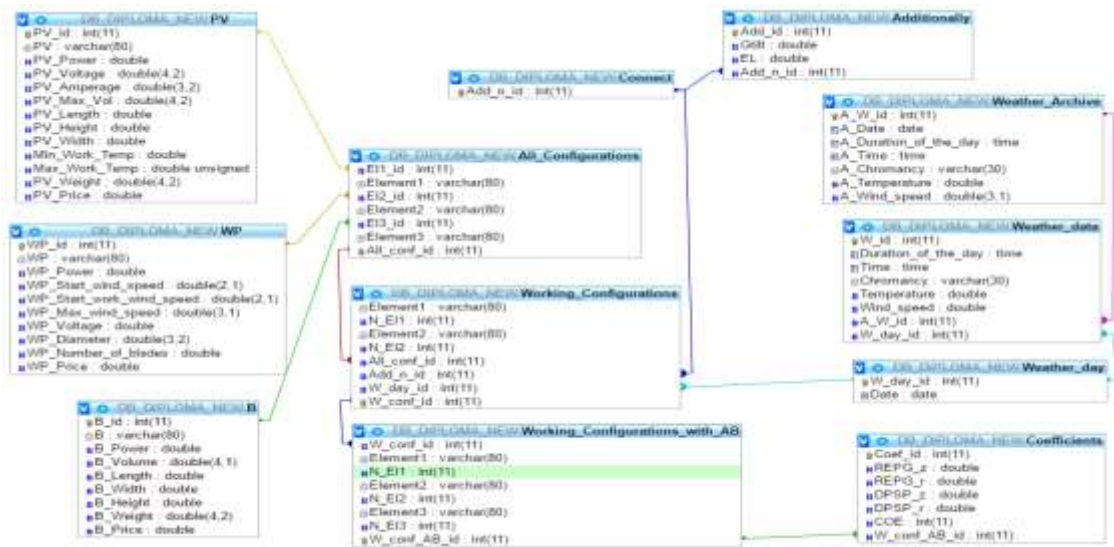 DB_DIPLOMA_NEW PV
PV_id : int(11)
PV : varchar(80)
PV_Power : double
PV_Voltage : double(4,2)
PV_Amperage : double(3,2)
PV_Max_Vol : double(4,2)
PV_Length : double
PV_Height : double
PV_Width : double
Min_Work_Temp : double
Max_Work_Temp : double unsigned
PV_Weight : double(4,2)
PV_Price : double
DB_DIPLOMA_NEW WP
WP_id : int(11)
WP : varchar(80)
WP_Power : double
WP_Start_wind_speed : double(2,1)
WP_Start_work_wind_speed : double(2,1)
WP_Max_wind_speed : double(3,1)
WP_Voltage : double
WP_Diameter : double(3,2)
WP_Number_of_blades : double
WP_Price : double
DB_DIPLOMA_NEW B
B_id : int(11)
B : varchar(80)
B_Power : double
B_Volume : double(4,1)
B_Length : double
B_Width : double
B_Height : double
B_Weight : double(4,2)
B_Price : double
DB_DIPLOMA_NEW Connect
Add_n_id : int(11)
DB_DIPLOMA_NEW All_Configurations
El1_id : int(11)
Element1 : varchar(80)
El2_id : int(11)
Element2 : varchar(80)
El3_id : int(11)
Element3 : varchar(80)
All_conf_id : int(11)
DB_DIPLOMA_NEW Working_Configurations
Element1 : varchar(80)
N_El1 : int(11)
Element2 : varchar(80)
N_El2 : int(11)
All_conf_id : int(11)
Add_n_id : int(11)
W_day_id : int(11)
W_conf_id : int(11)
DB_DIPLOMA_NEW Working_Configurations_with_AB
W_conf_id : int(11)
Element1 : varchar(80)
N_El1 : int(11)
Element2 : varchar(80)
N_El2 : int(11)
Element3 : varchar(80)
N_El3 : int(11)
W_conf_AB_id : int(11)
DB_DIPLOMA_NEW Additionally
Add_id : int(11)
: double
EL : double
Add_n_id : int(11)
DB_DIPLOMA_NEW Weather_Archive
A_W_id : int(11)
A_Date : date
A_Duration_of_the_day : time
A_Time : time
A_Chromancy : varchar(30)
A_Temperature : double
A_Wind_speed : double(3,1)
DB_DIPLOMA_NEW Weather_data
W_id : int(11)
Duration_of_the_day : time
Time : time
Chromancy : varchar(30)
Temperature : double
Wind_speed : double
A_W_id : int(11)
W_day_id : int(11)
DB_DIPLOMA_NEW Weather_day
W_day_id : int(11)
Date : date
DB_DIPLOMA_NEW Coefficients
Coef_id : int(11)
REPG_z : double
REPG_r : double
DPSP_z : double
DPSP_r : double
COE : int(11)
W_conf_AB_id : int(11)